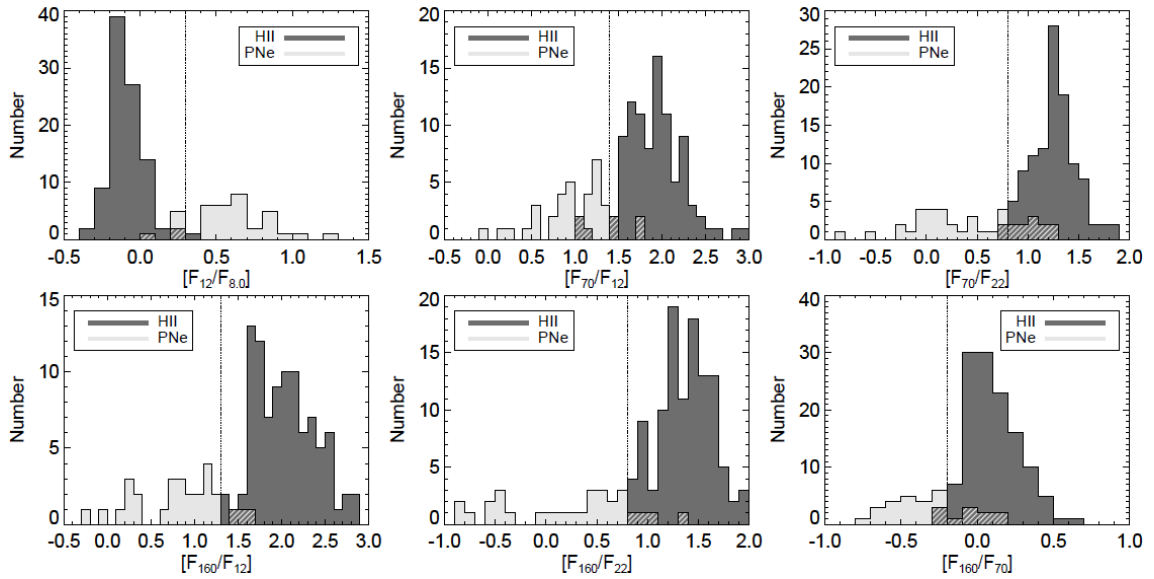 40
30
20
10
0
Number
HII
PNe
-0.5 0.0 0.5 1.0 1.5
[F12/F8.0]
20
15
10
5
0
Number
HII
PNe
0.0 0.5 1.0 1.5 2.0 2.5 3.0
[F70/F12]
30
25
20
15
10
5
0
Number
HII
PNe
-1.0 -0.5 0.0 0.5 1.0 1.5 2.0
[F70/F22]
15
10
5
0
Number
HII
PNe
-0.5 0.0 0.5 1.0 1.5 2.0 2.5 3.0
[F160/F12]
20
15
10
5
0
Number
HII
PNe
-1.0 -0.5 0.0 0.5 1.0 1.5 2.0
[F160/F22]
40
30
20
10
0
Number
HII
PNe
-1.0 -0.5 0.0 0.5 1.0
[F160/F70]